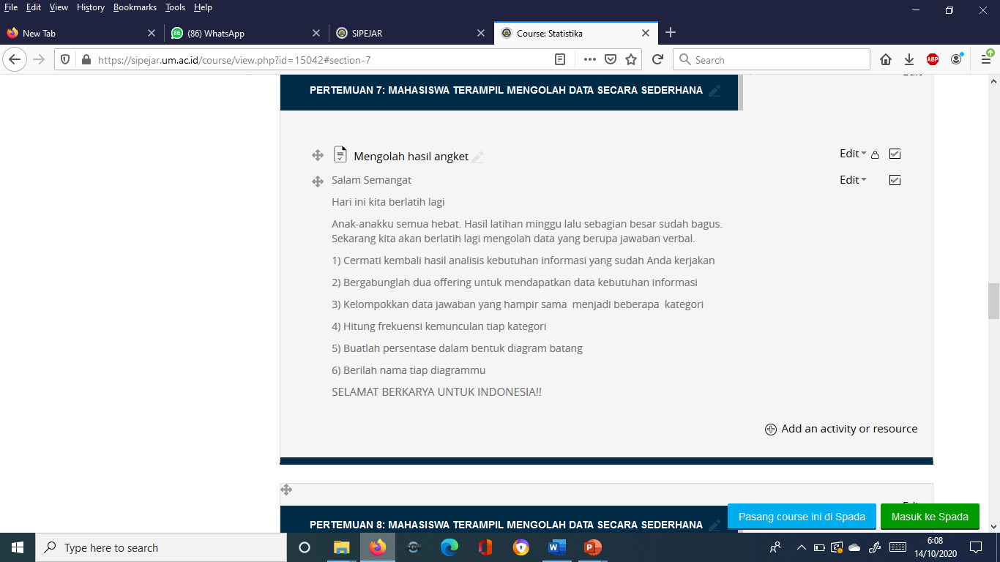 File Edit View History Bookmarks Tools Help
New Tab
(86) WhatsApp
SIPEJAR
Course: Statistika
https://sipejar.um.ac.id/course/view.php?id=15042#section-7
Search
ABP
PERTEMUAN 7: MAHASISWA TERAMPIL MENGOLAH DATA SECARA SEDERHANA
Mengolah hasil angket
Edit
Salam Semangat
Edit
Hari ini kita berlatih lagi
Anak-anakku semua hebat. Hasil latihan minggu lalu sebagian besar sudah bagus.
Sekarang kita akan berlatih lagi mengolah data yang berupa jawaban verbal.
1) Cermati kembali hasil analisis kebutuhan informasi yang sudah Anda kerjakan
2) Bergabunglah dua offering untuk mendapatkan data kebutuhan informasi
3) Kelompokkan data jawaban yang hampir sama menjadi beberapa kategori
4) Hitung frekuensi kemunculan tiap kategori
5) Buatlah persentase dalam bentuk diagram batang
6) Berilah nama tiap diagrammu
SELAMAT BERKARYA UNTUK INDONESIA!!
Add an activity or resource
PERTEMUAN 8: MAHASISWA TERAMPIL MENGOLAH DATA SECARA SEDERHANA
Pasang course ini di Spada
Masuk ke Spada
Type here to search
6:08
14/10/2020